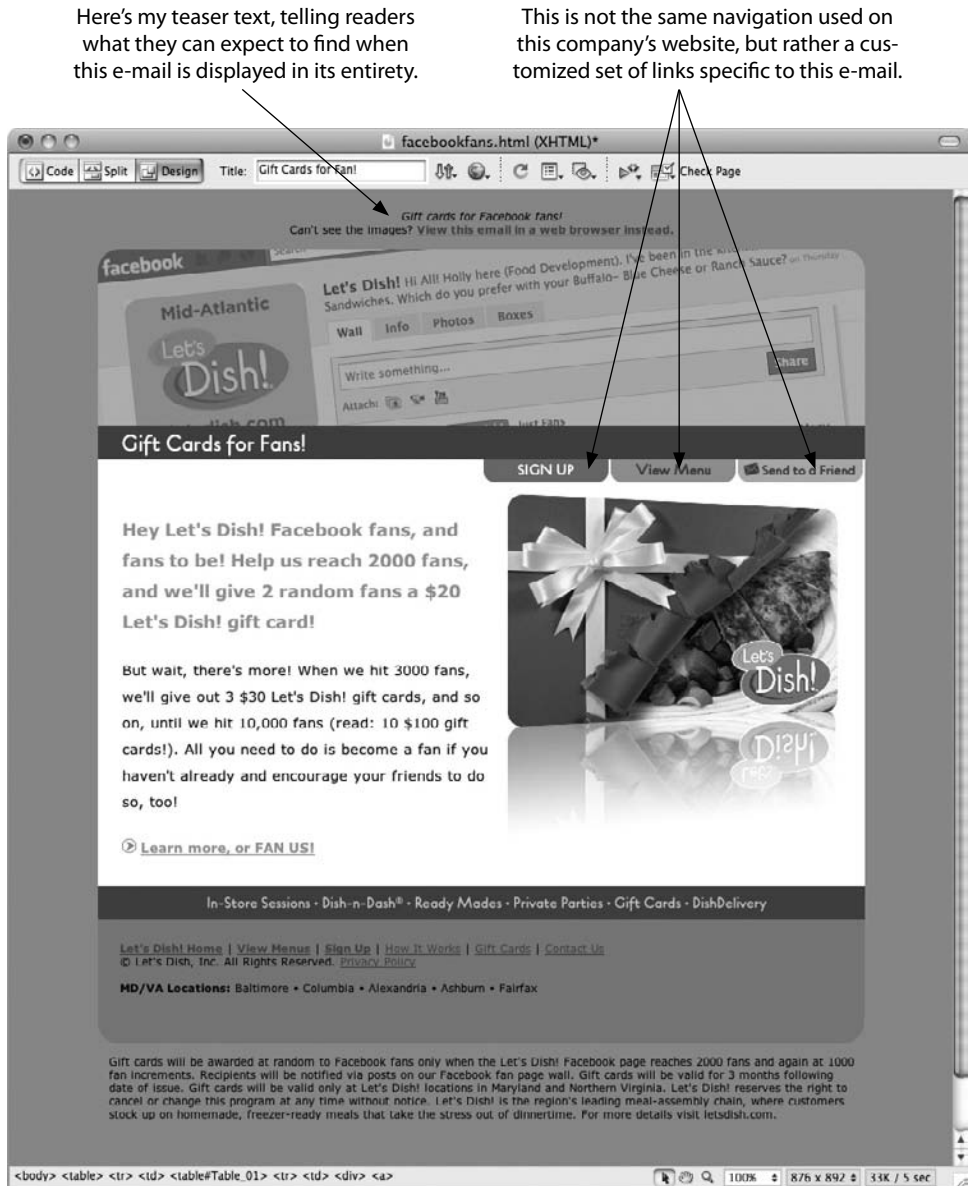 Here's my teaser text, telling readers
what they can expect to find when
this e-mail is displayed in its entirety.
This is not the same navigation used on
this company's website, but rather a cus-
tomized set of links specific to this e-mail.
facebookfans.html (XHTML)*
Code Split Design Title: Gift Cards for Fan! Check Page
Gift cards for Facebook fans!
Can't see the images? View this email in a web browser instead.
facebook
Let's Dish! Hi All! Holly here (Food Development). I've been in the
Sandwiches. Which do you prefer with your Buffalo– Blue Cheese or Ranch Sauce? on Thursday
Mid-Atlantic
Let's
Dish!
Wall Info Photos Boxes
Write something...
Share
Attach:
Just Fans
Gift Cards for Fans!
SIGN UP View Menu Send to a Friend
Hey Let's Dish! Facebook fans, and
fans to be! Help us reach 2000 fans,
and we'll give 2 random fans a $20
Let's Dish! gift card!
Let's
Dish!
But wait, there's more! When we hit 3000 fans,
we'll give out 3 $30 Let's Dish! gift cards, and so
on, until we hit 10,000 fans (read: 10 $100 gift
cards!). All you need to do is become a fan if you
haven't already and encourage your friends to do
so, too!
Learn more, or FAN US!
In-Store Sessions • Dish-n-Dash® • Ready Mades • Private Parties • Gift Cards • DishDelivery
Let's Dish! Home | View Menus | Sign Up | How It Works | Gift Cards | Contact Us
© Let's Dish, Inc. All Rights Reserved. Privacy Policy
MD/VA Locations: Baltimore • Columbia • Alexandria • Ashburn • Fairfax
Gift cards will be awarded at random to Facebook fans only when the Let's Dish! Facebook page reaches 2000 fans and again at 1000
fan increments. Recipients will be notified via posts on our Facebook fan page wall. Gift cards will be valid for 3 months following
date of issue. Gift cards will be valid only at Let's Dish! locations in Maryland and Northern Virginia. Let's Dish! reserves the right to
cancel or change this program at any time without notice. Let's Dish! is the region's leading meal-assembly chain, where customers
stock up on homemade, freezer-ready meals that take the stress out of dinnertime. For more details visit letsdish.com.
<body> <table> <tr> <td> <table#Table_01> <tr> <td> <div> <a> 100% 876 x 892 33K / 5 sec